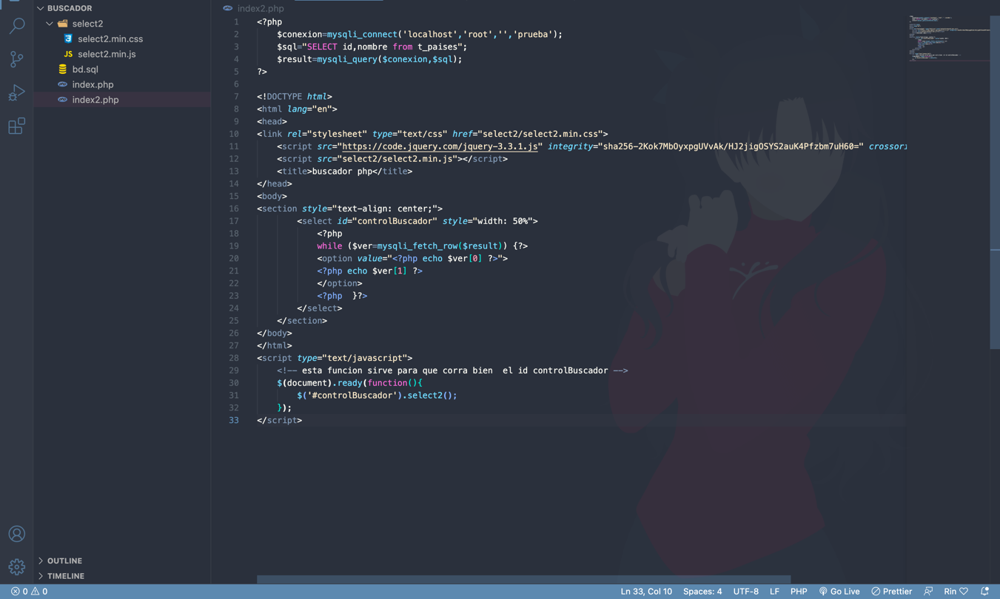 BUSCADOR
select2
select2.min.css
JS select2.min.js
bd.sql
index.php
index2.php
OUTLINE
TIMELINE
index2.php
1 <?php
2 $conexion=mysqli_connect('localhost','root','','prueba');
3 $sql="SELECT id,nombre from t_paises";
4 $result=mysqli_query($conexion,$sql);
5 ?>
6
7 <!DOCTYPE html>
8 <html lang="en">
9 <head>
10 <link rel="stylesheet" type="text/css" href="select2/select2.min.css">
11 <script src="https://code.jquery.com/jquery-3.3.1.js" integrity="sha256-2Kok7MbOyxpgUVvAk/HJ2jigOSYS2auK4Pfzbm7uH60=" crossori
12 <script src="select2/select2.min.js"></script>
13 <title>buscador php</title>
14 </head>
15 <body>
16 <section style="text-align: center;">
17 <select id="controlBuscador" style="width: 50%">
18 <?php
19 while ($ver=mysqli_fetch_row($result)) {?>
20 <option value="<?php echo $ver[0] ?>">
21 <?php echo $ver[1] ?>
22 </option>
23 <?php  }?>
24 </select>
25 </section>
26 </body>
27 </html>
28 <script type="text/javascript">
29 <!-- esta funcion sirve para que corra bien  el id controlBuscador -->
30 $(document).ready(function(){
31 $('#controlBuscador').select2();
32 });
33 </script>
0 0 Ln 33, Col 10 Spaces: 4 UTF-8 LF PHP Go Live Prettier Rin